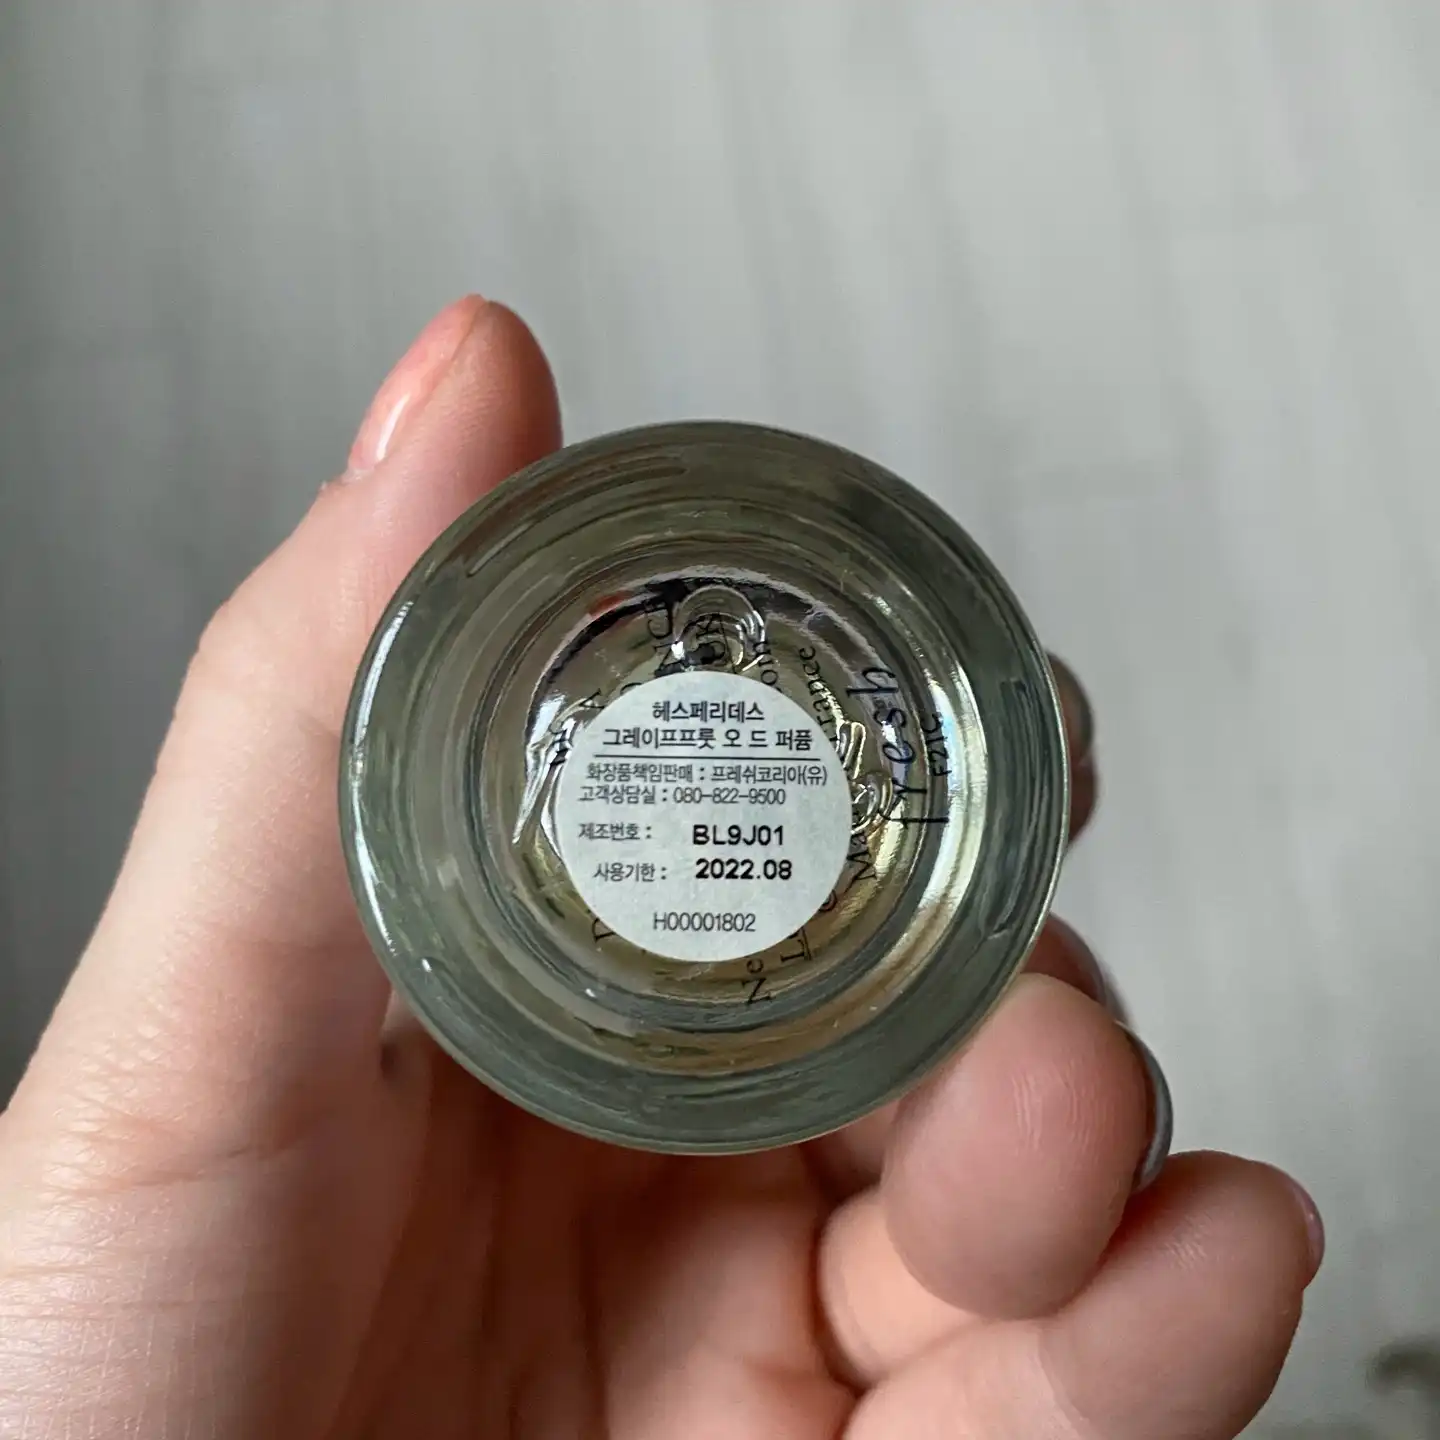 헤스페리데스
그레이프프룻 오 드 퍼퓸
화장품책임판매 : 프레쉬코리아(유)
고객상담실 : 080-822-9500
제조번호 : BL9J01
사용기한 : 2022.08
H00001802
fresh
France